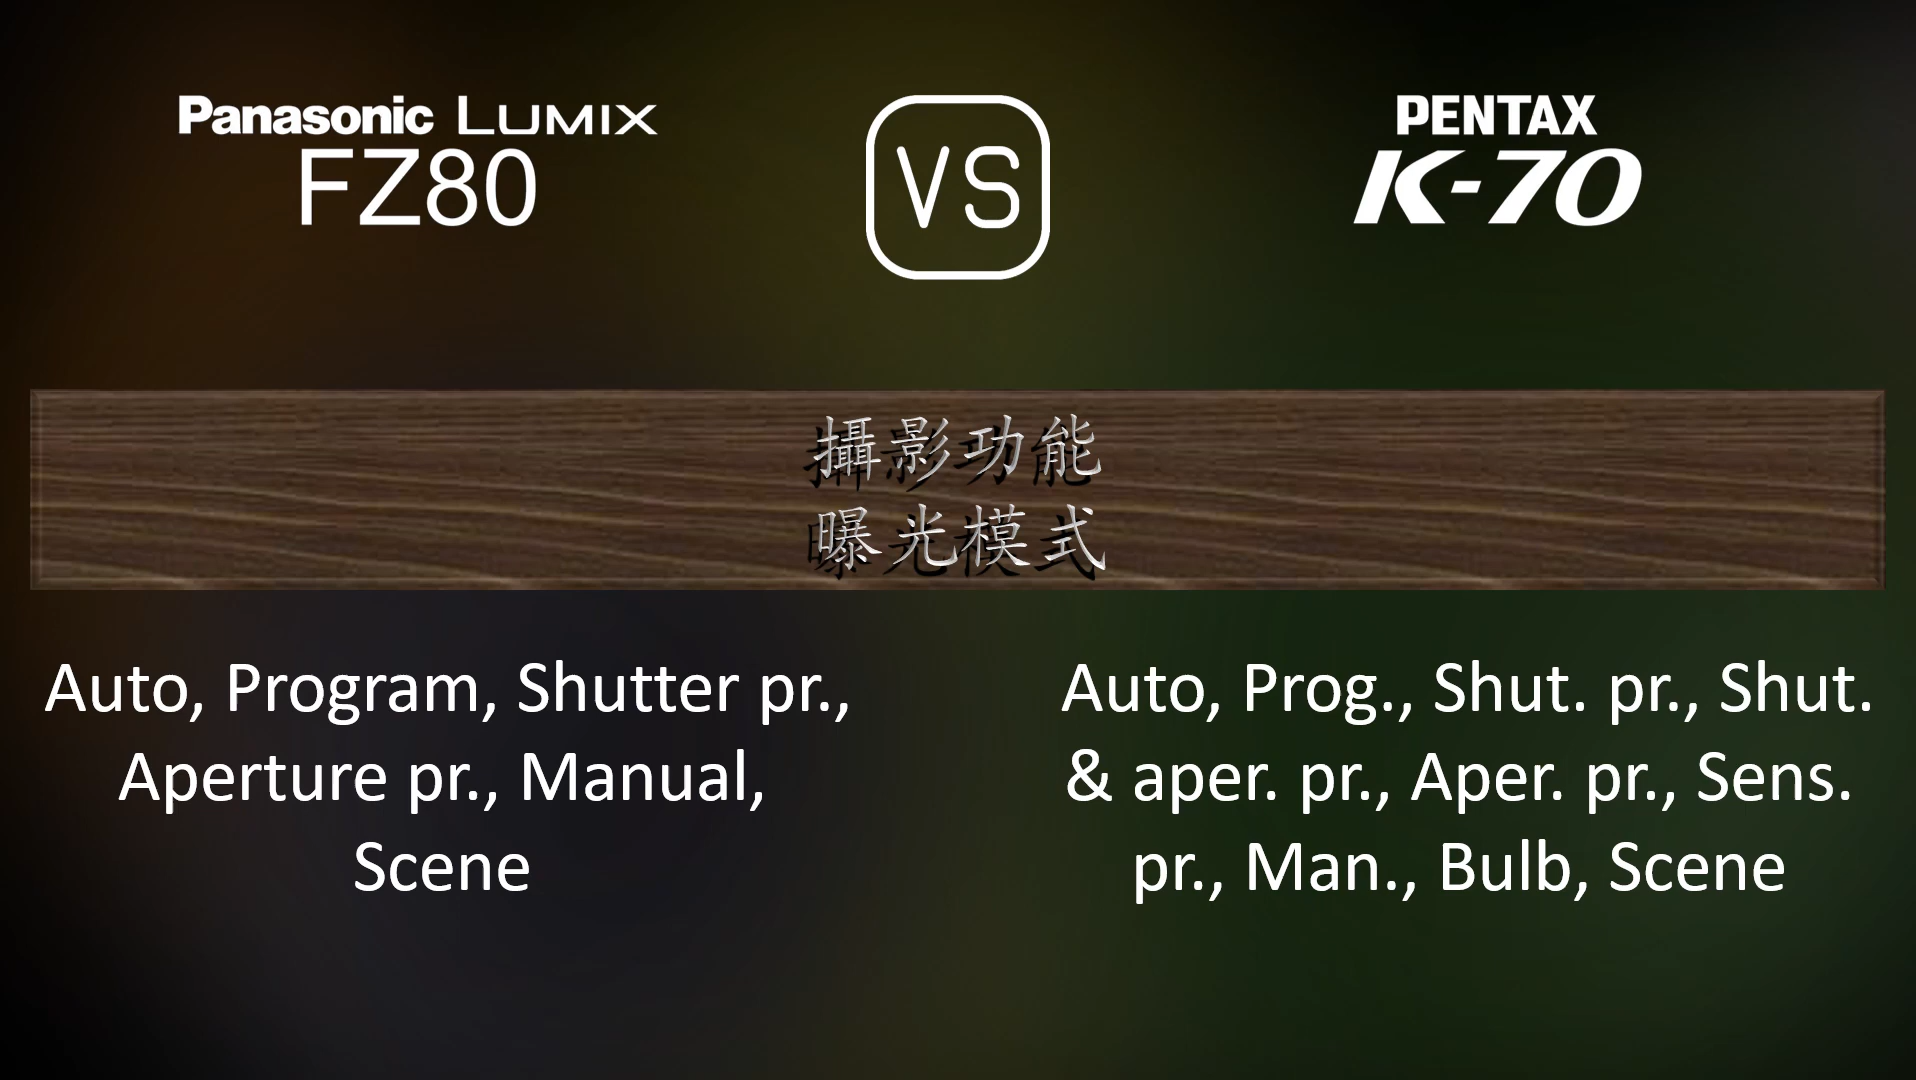 Panasonic LUMIX
FZ80
VS
PENTAX
K-70
攝影功能
曝光模式
Auto, Program, Shutter pr.,
Aperture pr., Manual,
Scene
Auto, Prog., Shut. pr., Shut.
& aper. pr., Aper. pr., Sens.
pr., Man., Bulb, Scene